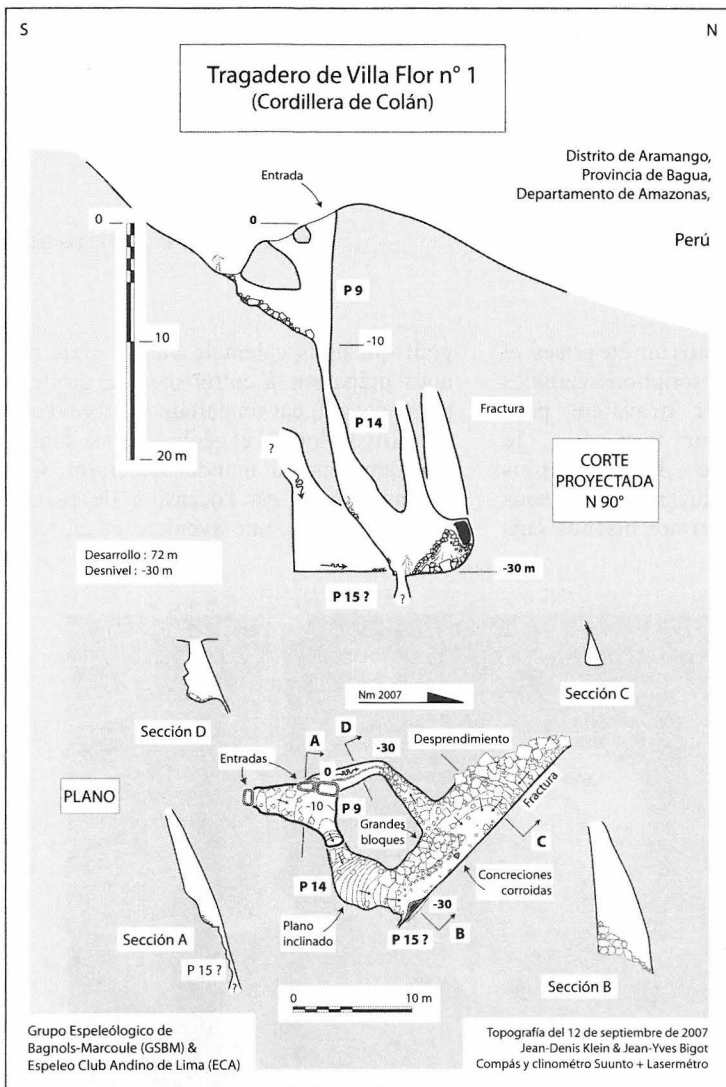 S
N
Tragadero de Villa Flor n° 1
(Cordillera de Colán)
Distrito de Aramango,
Provincia de Bagua,
Departamento de Amazonas,
Perú
Entrada
0
0
P 9
-10
10
P 14
Fractura
?
20 m
CORTE
PROYECTADA
N 90°
Desarrollo : 72 m
Desnivel : -30 m
-30 m
P 15 ?
?
Nm 2007
Sección D
Sección C
D
A
-30
Desprendimiento
Entradas
0
PLANO
-10
P 9
Fractura
Grandes
bloques
C
P 14
Concreciones
corroidas
-30
Plano
inclinado
P 15 ?
B
Sección A
P 15 ?
?
Sección B
0
10 m
Grupo Espeleólogico de
Bagnols-Marcoule (GSBM) &
Espeleo Club Andino de Lima (ECA)
Topografía del 12 de septiembre de 2007
Jean-Denis Klein & Jean-Yves Bigot
Compás y clinométro Suunto + Lasermétro